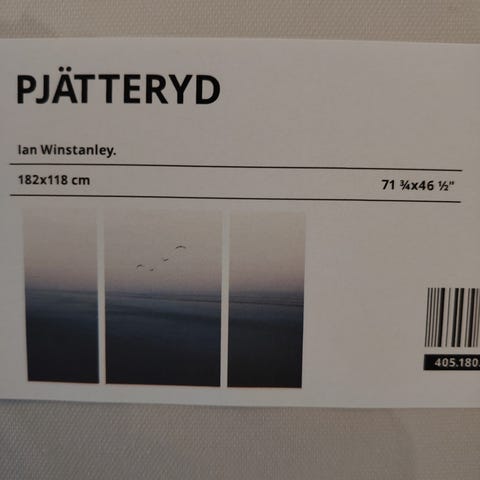 PJÄTTERYD
Ian Winstanley.
182x118 cm
71 ¾x46 ½"
405.180.